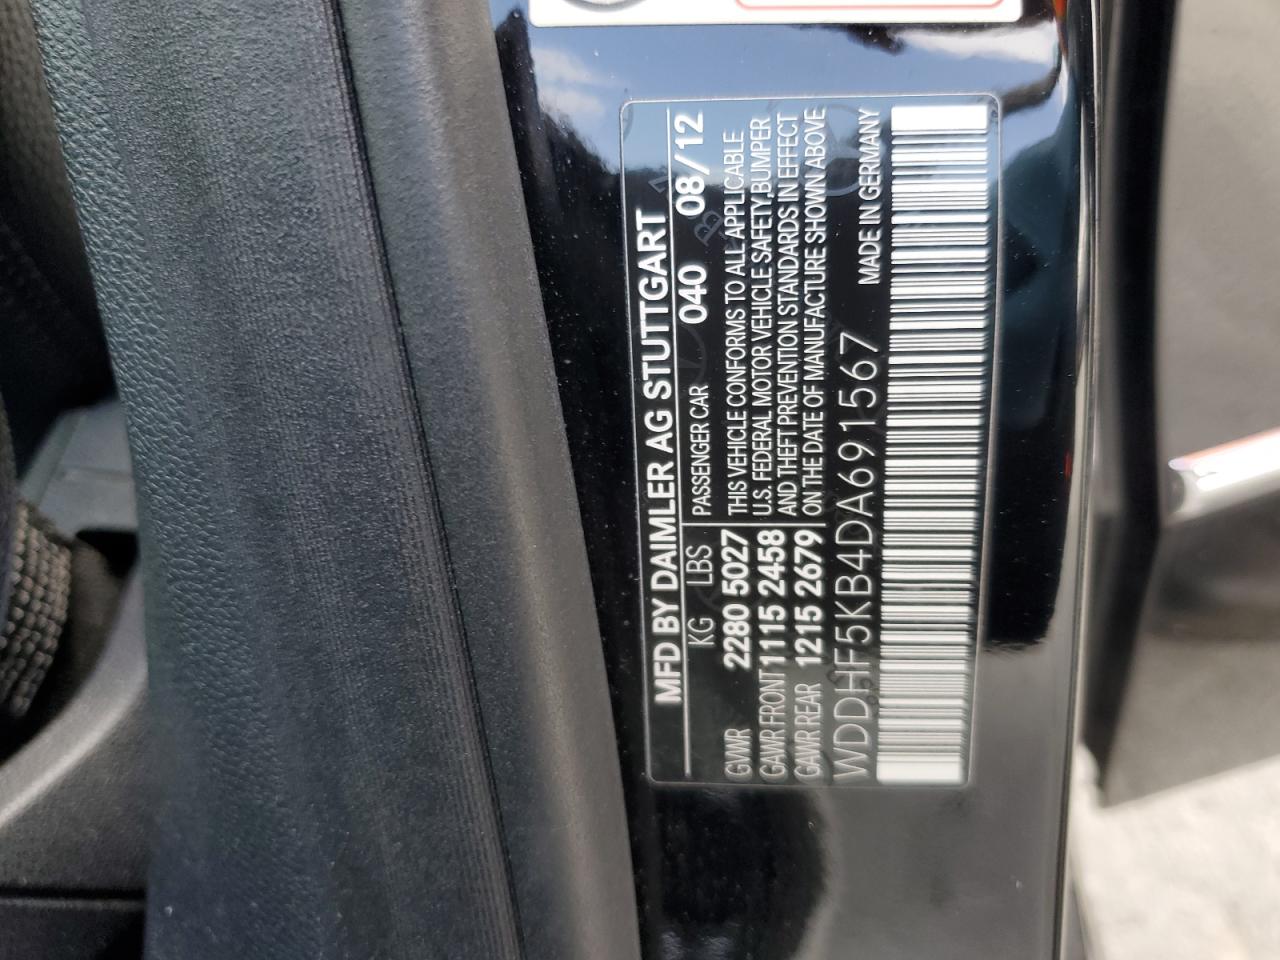 MFD BY DAIMLER AG STUTTGART
KG LBS PASSENGER CAR 040 08/12
GVWR 2280 5027 THIS VEHICLE CONFORMS TO ALL APPLICABLE
GAWR FRONT 1115 2458 U.S. FEDERAL MOTOR VEHICLE SAFETY,BUMPER
AND THEFT PREVENTION STANDARDS IN EFFECT
GAWR REAR 1215 2679 ON THE DATE OF MANUFACTURE SHOWN ABOVE
WDDHF5KB4DA691567 MADE IN GERMANY